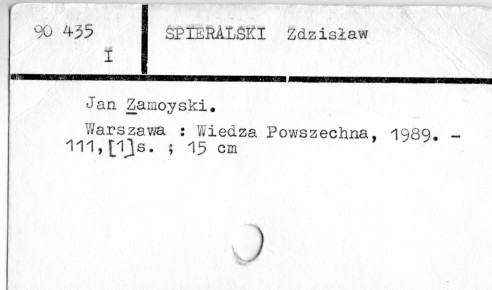 90 435
I
SPIERALSKI Zdzisław
Jan Zamoyski.
Warszawa : Wiedza Powszechna, 1989. -
111,[1]s. ; 15 cm